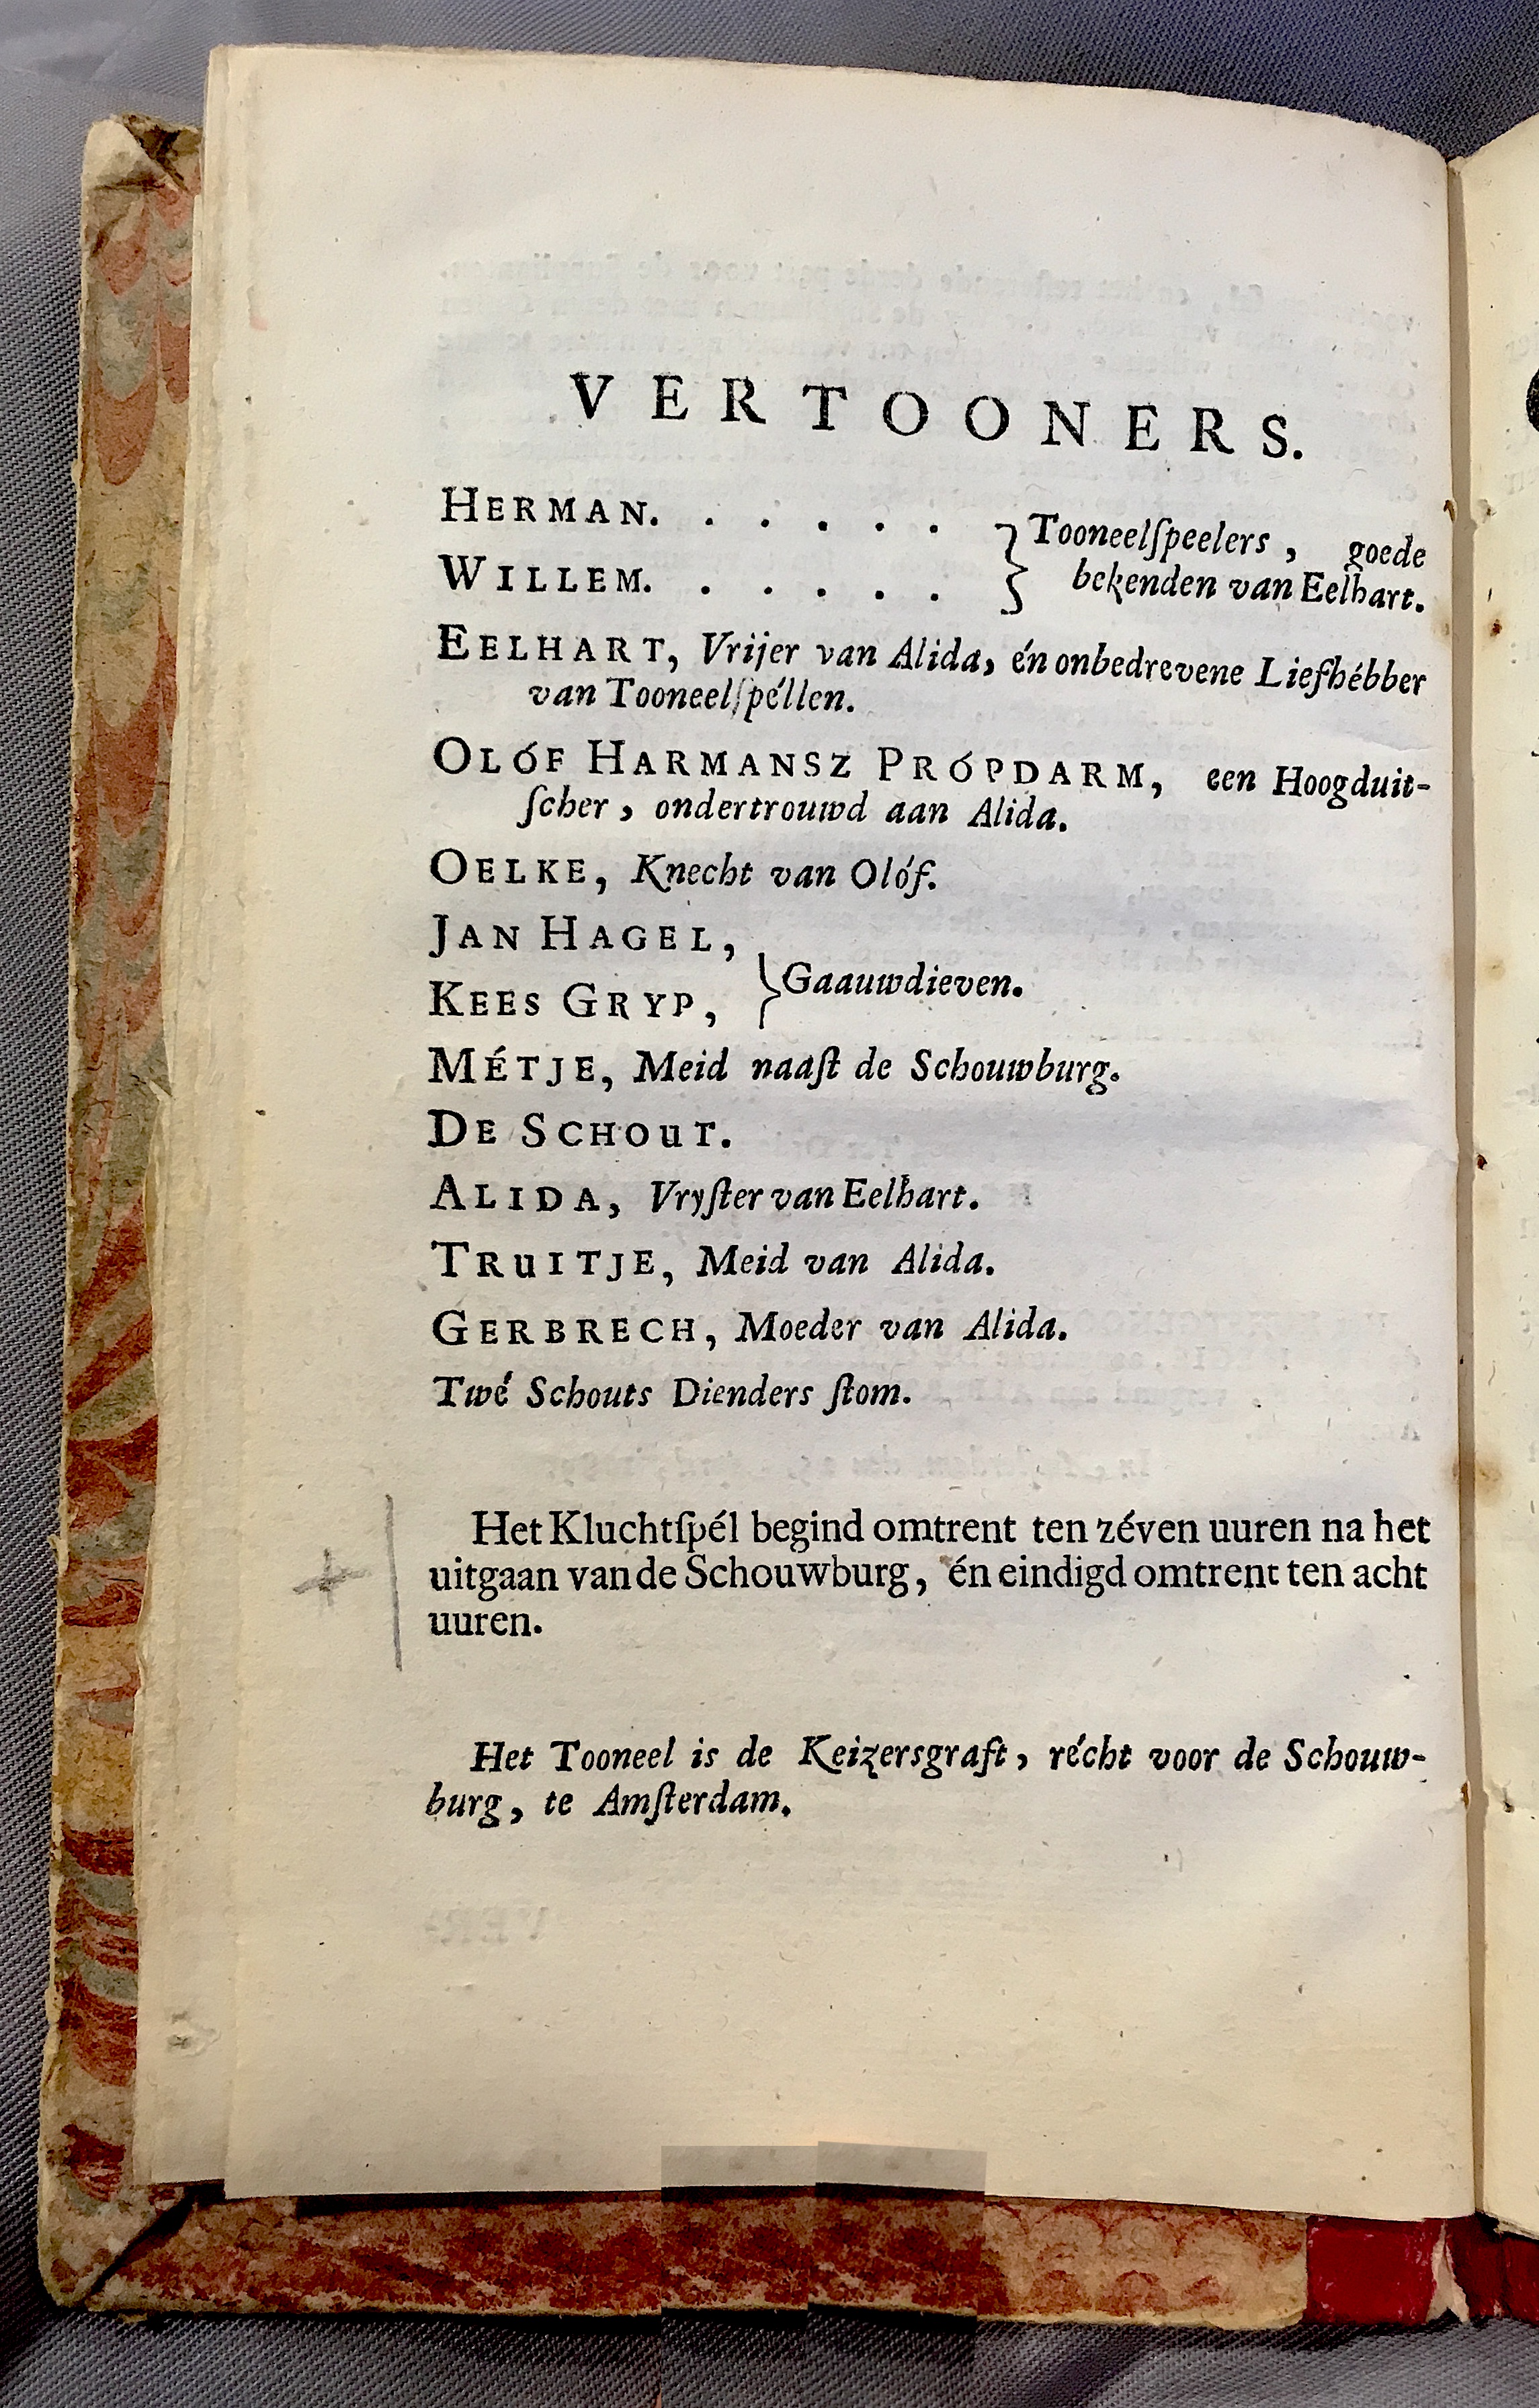 VERTOONERS.
HERMAN. . . . . . } Tooneelſpeelers, goede
WILLEM. . . . . . } bekenden van Eelhart.
EELHART, Vrijer van Alida, én onbedrevene Liefhébber
van Tooneelſpéllen.
OLÓF HARMANSZ PRÓPDARM, een Hoogduit-
ſcher, ondertrouwd aan Alida.
OELKE, Knecht van Olóf.
JAN HAGEL,
} Gaauwdieven.
KEES GRYP,
MÉTJE, Meid naaſt de Schouwburg.
DE SCHOUT.
ALIDA, Vryſter van Eelhart.
TRUITJE, Meid van Alida.
GERBRECH, Moeder van Alida.
Twé Schouts Dienders ſtom.
Het Kluchtſpél begind omtrent ten zéven uuren na het
uitgaan van de Schouwburg, én eindigd omtrent ten acht
uuren.
Het Tooneel is de Keizersgraft, récht voor de Schouw-
burg, te Amſterdam.